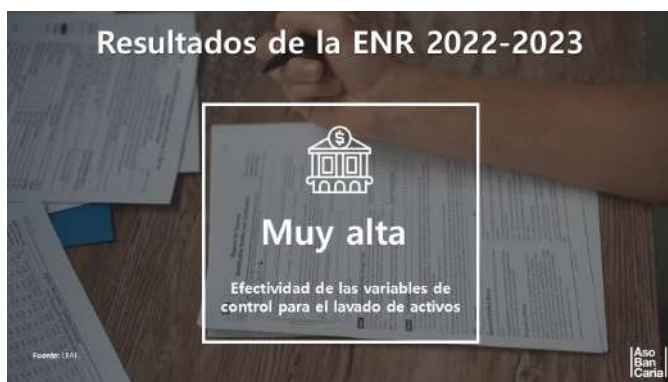 Resultados de la ENR 2022-2023
$
Muy alta
Efectividad de las variables de
control para el lavado de activos
Fuente:
Aso
Ban
Caria